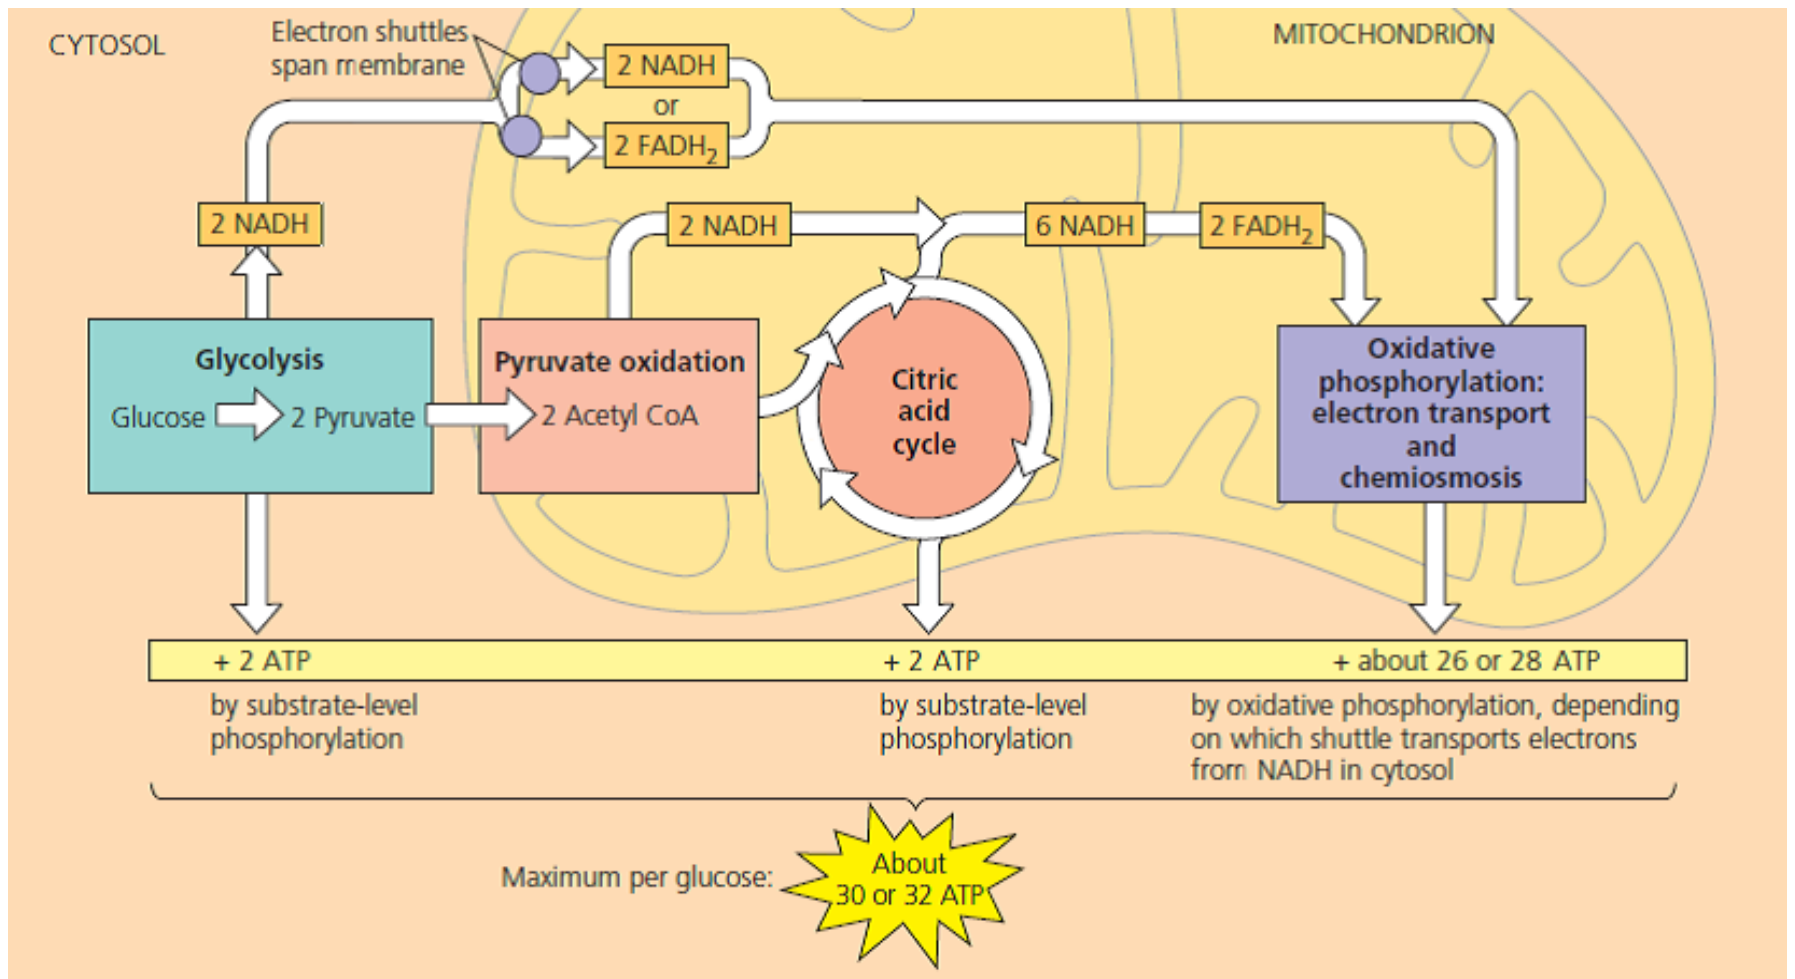 CYTOSOL
Electron shuttles
span membrane
MITOCHONDRION
2 NADH
or
2 FADH₂
2 NADH
2 NADH
6 NADH
2 FADH₂
Glycolysis
Glucose
2 Pyruvate
Pyruvate oxidation
2 Acetyl CoA
Citric
acid
cycle
Oxidative
phosphorylation:
electron transport
and
chemiosmosis
+ 2 ATP
+ 2 ATP
+ about 26 or 28 ATP
by substrate-level
phosphorylation
by substrate-level
phosphorylation
by oxidative phosphorylation, depending
on which shuttle transports electrons
from NADH in cytosol
Maximum per glucose:
About
30 or 32 ATP